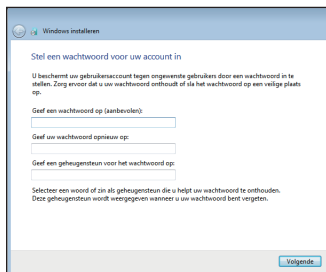 Windows installeren
Stel een wachtwoord voor uw account in
U beschermt uw gebruikersaccount tegen ongewenste gebruikers door een wachtwoord in te
stellen. Zorg ervoor dat u uw wachtwoord onthoudt of sla het wachtwoord op een veilige plaats
op.
Geef een wachtwoord op (aanbevolen):
Geef uw wachtwoord opnieuw op:
Geef een geheugensteun voor het wachtwoord op:
Selecteer een woord of zin als geheugensteun die u helpt uw wachtwoord te onthouden.
Deze geheugensteun wordt weergegeven wanneer u uw wachtwoord bent vergeten.
Volgende